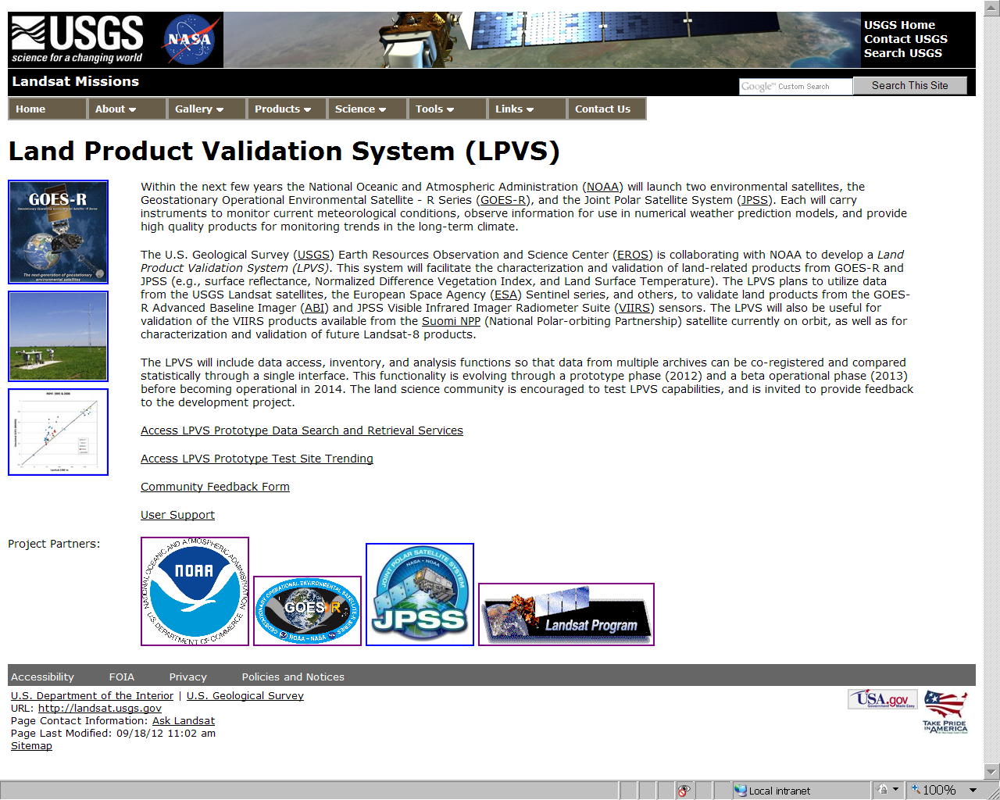 USGS
science for a changing world
NASA
USGS Home
Contact USGS
Search USGS
Landsat Missions
Google™ Custom Search
Search This Site
Home
About
Gallery
Products
Science
Tools
Links
Contact Us
Land Product Validation System (LPVS)
GOES-R
Geostationary Operational Environmental Satellite - R Series
The next-generation of geostationary
environmental satellites
Within the next few years the National Oceanic and Atmospheric Administration (NOAA) will launch two environmental satellites, the
Geostationary Operational Environmental Satellite - R Series (GOES-R), and the Joint Polar Satellite System (JPSS). Each will carry
instruments to monitor current meteorological conditions, observe information for use in numerical weather prediction models, and provide
high quality products for monitoring trends in the long-term climate.
The U.S. Geological Survey (USGS) Earth Resources Observation and Science Center (EROS) is collaborating with NOAA to develop a Land
Product Validation System (LPVS). This system will facilitate the characterization and validation of land-related products from GOES-R and
JPSS (e.g., surface reflectance, Normalized Difference Vegetation Index, and Land Surface Temperature). The LPVS plans to utilize data
from the USGS Landsat satellites, the European Space Agency (ESA) Sentinel series, and others, to validate land products from the GOES-
R Advanced Baseline Imager (ABI) and JPSS Visible Infrared Imager Radiometer Suite (VIIRS) sensors. The LPVS will also be useful for
validation of the VIIRS products available from the Suomi NPP (National Polar-orbiting Partnership) satellite currently on orbit, as well as for
characterization and validation of future Landsat-8 products.
The LPVS will include data access, inventory, and analysis functions so that data from multiple archives can be co-registered and compared
statistically through a single interface. This functionality is evolving through a prototype phase (2012) and a beta operational phase (2013)
before becoming operational in 2014. The land science community is encouraged to test LPVS capabilities, and is invited to provide feedback
to the development project.
Access LPVS Prototype Data Search and Retrieval Services
Access LPVS Prototype Test Site Trending
Community Feedback Form
User Support
Project Partners:
NATIONAL OCEANIC AND ATMOSPHERIC ADMINISTRATION
NOAA
U.S. DEPARTMENT OF COMMERCE
GEOSTATIONARY OPERATIONAL ENVIRONMENTAL SATELLITE R SERIES
GOES R
NOAA - NASA
JOINT POLAR SATELLITE SYSTEM
NASA • NOAA
JPSS
Landsat Program
Accessibility
FOIA
Privacy
Policies and Notices
U.S. Department of the Interior | U.S. Geological Survey
URL: http://landsat.usgs.gov
Page Contact Information: Ask Landsat
Page Last Modified: 09/18/12 11:02 am
Sitemap
USA.gov
Government Made Easy
TAKE PRIDE
IN AMERICA
Local intranet
100%